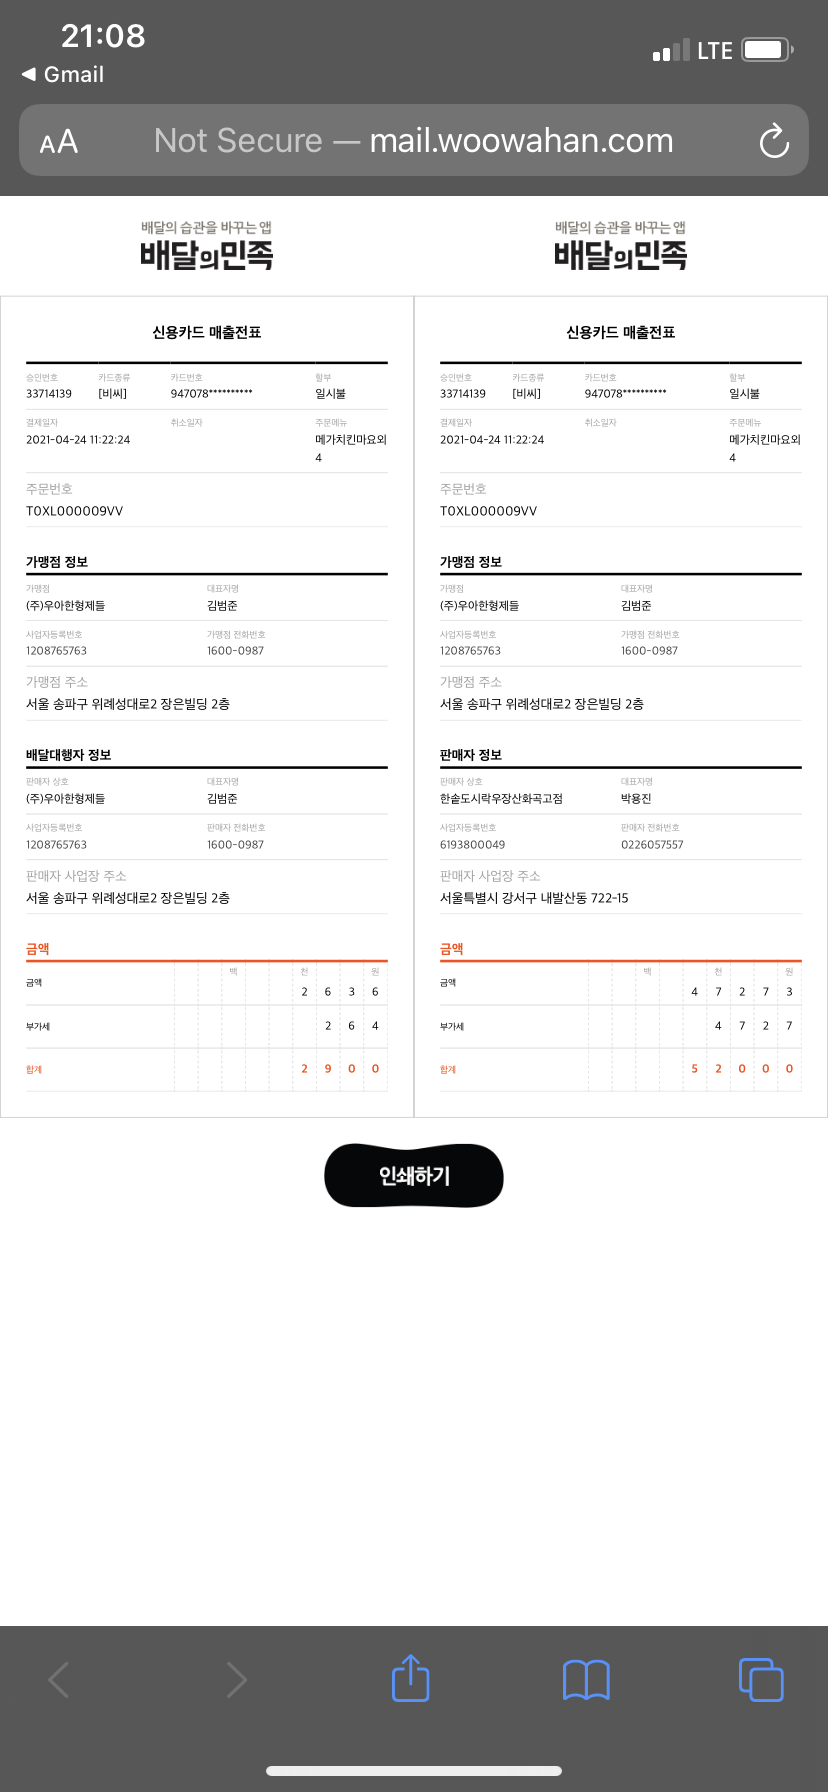 21:08
LTE
◀ Gmail
AA Not Secure — mail.woowahan.com
배달의 습관을 바꾸는 앱
배달의민족
신용카드 매출전표
승인번호 카드종류 카드번호 할부
33714139 [비씨] 947078********** 일시불
결제일자 취소일자 주문메뉴
2021-04-24 11:22:24 메가치킨마요외
4
주문번호
T0XL000009VV
가맹점 정보
가맹점 대표자명
(주)우아한형제들 김범준
사업자등록번호 가맹점 전화번호
1208765763 1600-0987
가맹점 주소
서울 송파구 위례성대로2 장은빌딩 2층
배달대행자 정보
판매자 상호 대표자명
(주)우아한형제들 김범준
사업자등록번호 판매자 전화번호
1208765763 1600-0987
판매자 사업장 주소
서울 송파구 위례성대로2 장은빌딩 2층
금액
백 천 원
금액 2 6 3 6
부가세 2 6 4
합계 2 9 0 0
배달의 습관을 바꾸는 앱
배달의민족
신용카드 매출전표
승인번호 카드종류 카드번호 할부
33714139 [비씨] 947078********** 일시불
결제일자 취소일자 주문메뉴
2021-04-24 11:22:24 메가치킨마요외
4
주문번호
T0XL000009VV
가맹점 정보
가맹점 대표자명
(주)우아한형제들 김범준
사업자등록번호 가맹점 전화번호
1208765763 1600-0987
가맹점 주소
서울 송파구 위례성대로2 장은빌딩 2층
판매자 정보
판매자 상호 대표자명
한솥도시락우장산화곡고점 박용진
사업자등록번호 판매자 전화번호
6193800049 0226057557
판매자 사업장 주소
서울특별시 강서구 내발산동 722-15
금액
백 천 원
금액 4 7 2 7 3
부가세 4 7 2 7
합계 5 2 0 0 0
인쇄하기